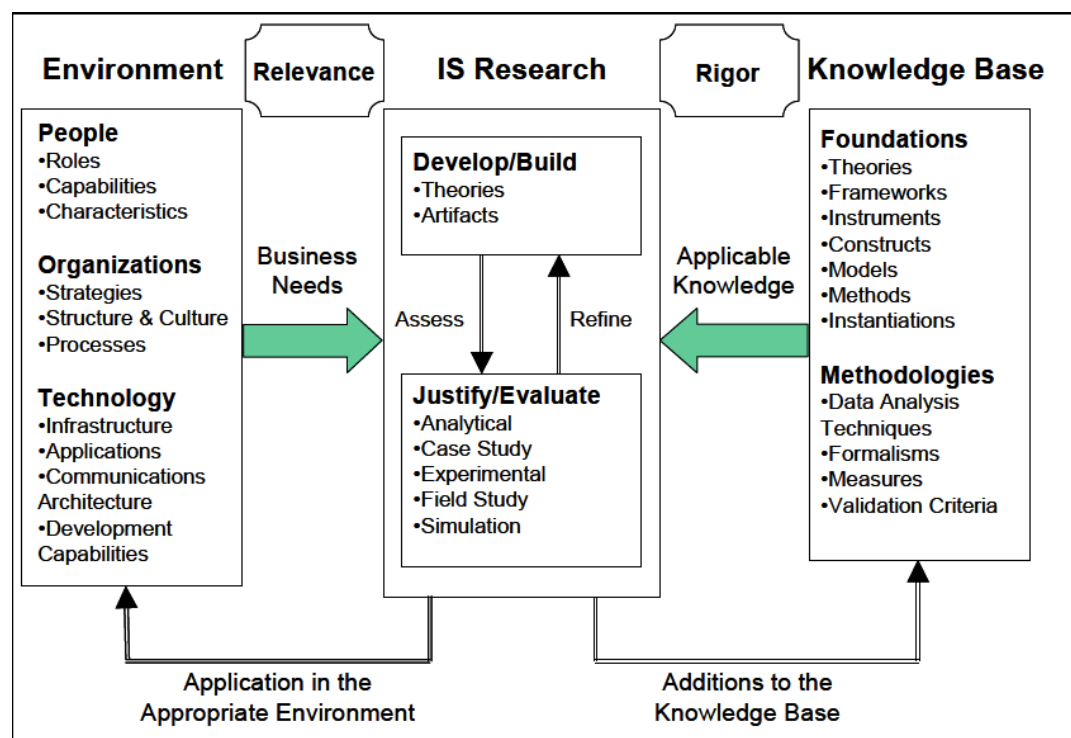 Environment
Relevance
IS Research
Rigor
Knowledge Base
People
•Roles
•Capabilities
•Characteristics
Organizations
•Strategies
•Structure & Culture
•Processes
Technology
•Infrastructure
•Applications
•Communications
Architecture
•Development
Capabilities
Business
Needs
Develop/Build
•Theories
•Artifacts
Assess
Refine
Justify/Evaluate
•Analytical
•Case Study
•Experimental
•Field Study
•Simulation
Applicable
Knowledge
Foundations
•Theories
•Frameworks
•Instruments
•Constructs
•Models
•Methods
•Instantiations
Methodologies
•Data Analysis
Techniques
•Formalisms
•Measures
•Validation Criteria
Application in the
Appropriate Environment
Additions to the
Knowledge Base